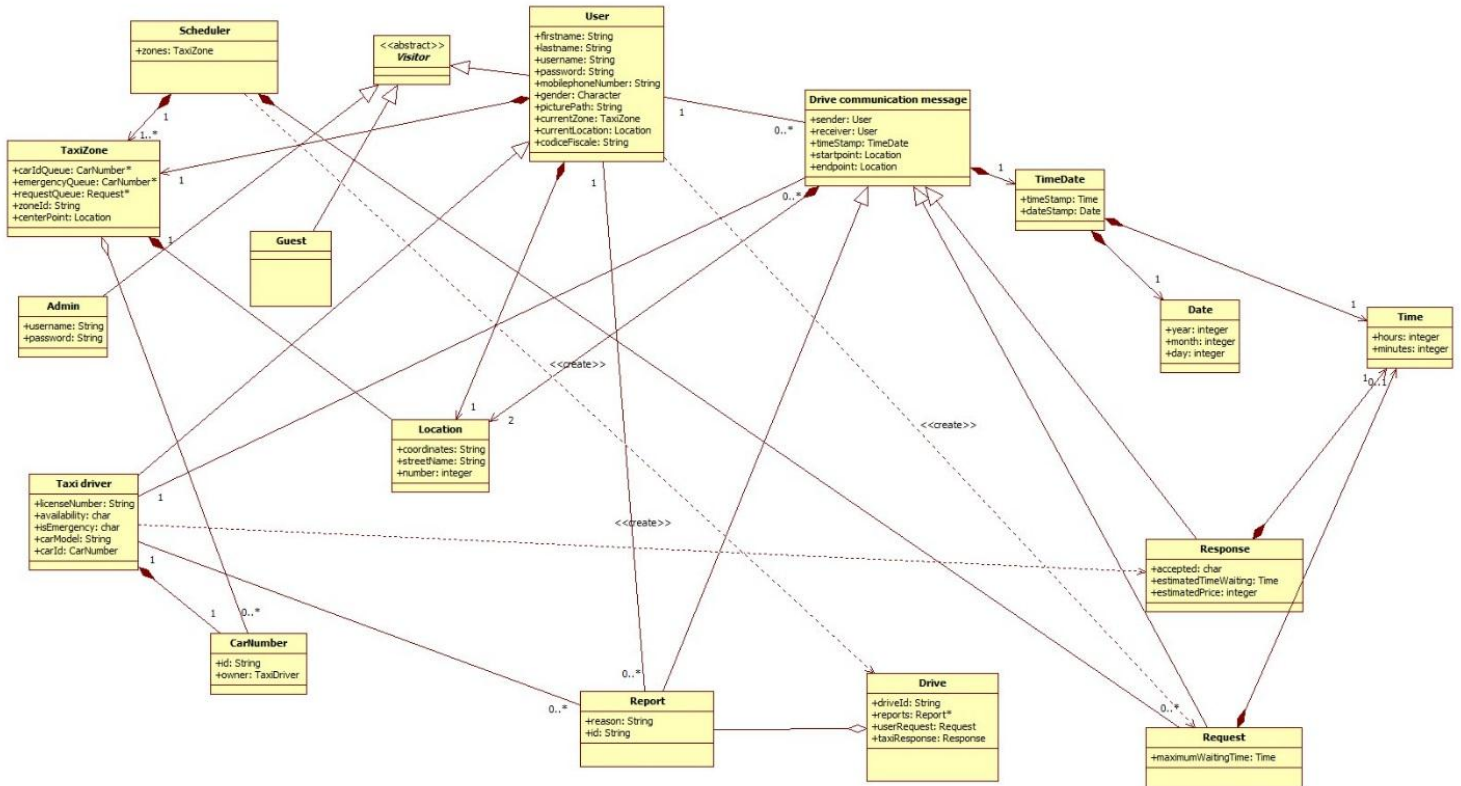 Scheduler
+zones: TaxiZone
<<abstract>>
Visitor
User
+firstname: String
+lastname: String
+username: String
+password: String
+mobilephoneNumber: String
+gender: Character
+picturePath: String
+currentZone: TaxiZone
+currentLocation: Location
+codiceFiscale: String
Drive communication message
+sender: User
+receiver: User
+timeStamp: TimeDate
+startpoint: Location
+endpoint: Location
1
0..*
1
1..*
1
1
TimeDate
+timeStamp: Time
+dateStamp: Date
TaxiZone
+carIdQueue: CarNumber*
+emergencyQueue: CarNumber*
+requestQueue: Request*
+zoneId: String
+centerPoint: Location
1
1
0..*
Guest
Admin
+username: String
+password: String
1
1
Date
+year: integer
+month: integer
+day: integer
Time
+hours: integer
+minutes: integer
<<create>>
1
0..1
1
2
<<create>>
Location
+coordinates: String
+streetName: String
+number: integer
Taxi driver
+licenseNumber: String
+availability: char
+isEmergency: char
+carModel: String
+carId: CarNumber
1
<<create>>
1
Response
+accepted: char
+estimatedTimeWaiting: Time
+estimatedPrice: integer
1
0..*
CarNumber
+id: String
+owner: TaxiDriver
0..*
0..*
Report
+reason: String
+id: String
Drive
+driveId: String
+reports: Report*
+userRequest: Request
+taxiResponse: Response
0..*
Request
+maximumWaitingTime: Time